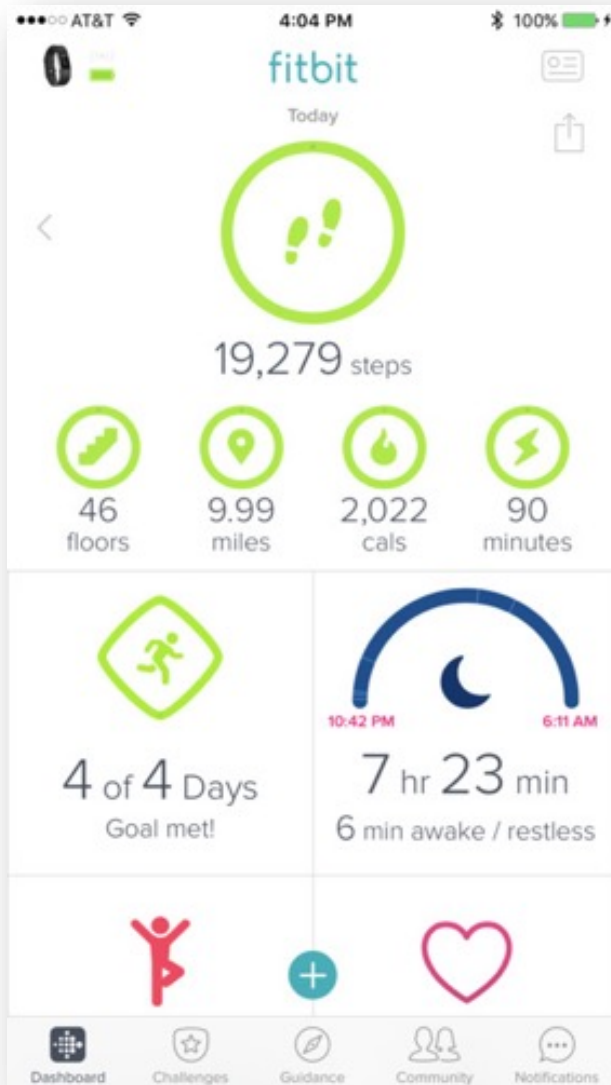 AT&T 4:04 PM 100%
fitbit
Today
19,279 steps
46 9.99 2,022 90
floors miles cals minutes
10:42 PM 6:11 AM
4 of 4 Days 7 hr 23 min
Goal met! 6 min awake / restless
Dashboard Challenges Guidance Community Notifications